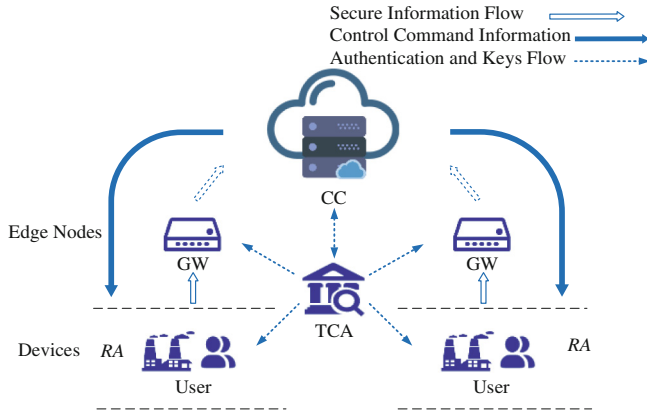 Secure Information Flow
Control Command Information
Authentication and Keys Flow
CC
Edge Nodes
GW
GW
TCA
Devices
RA
User
User
RA